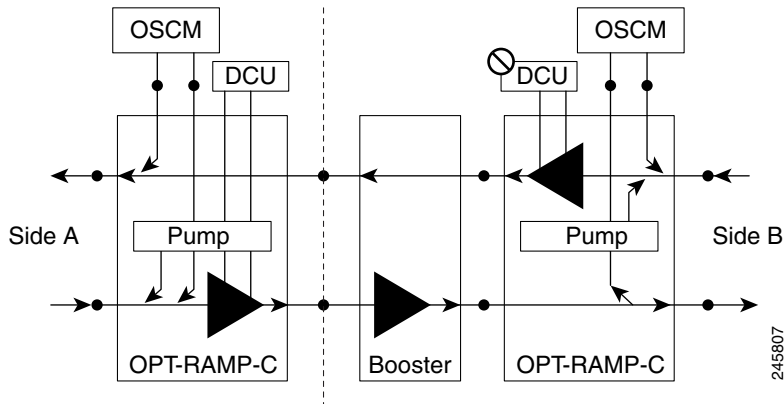 OSCM
OSCM
DCU
DCU
Side A
Pump
Pump
Side B
OPT-RAMP-C
Booster
OPT-RAMP-C
245807